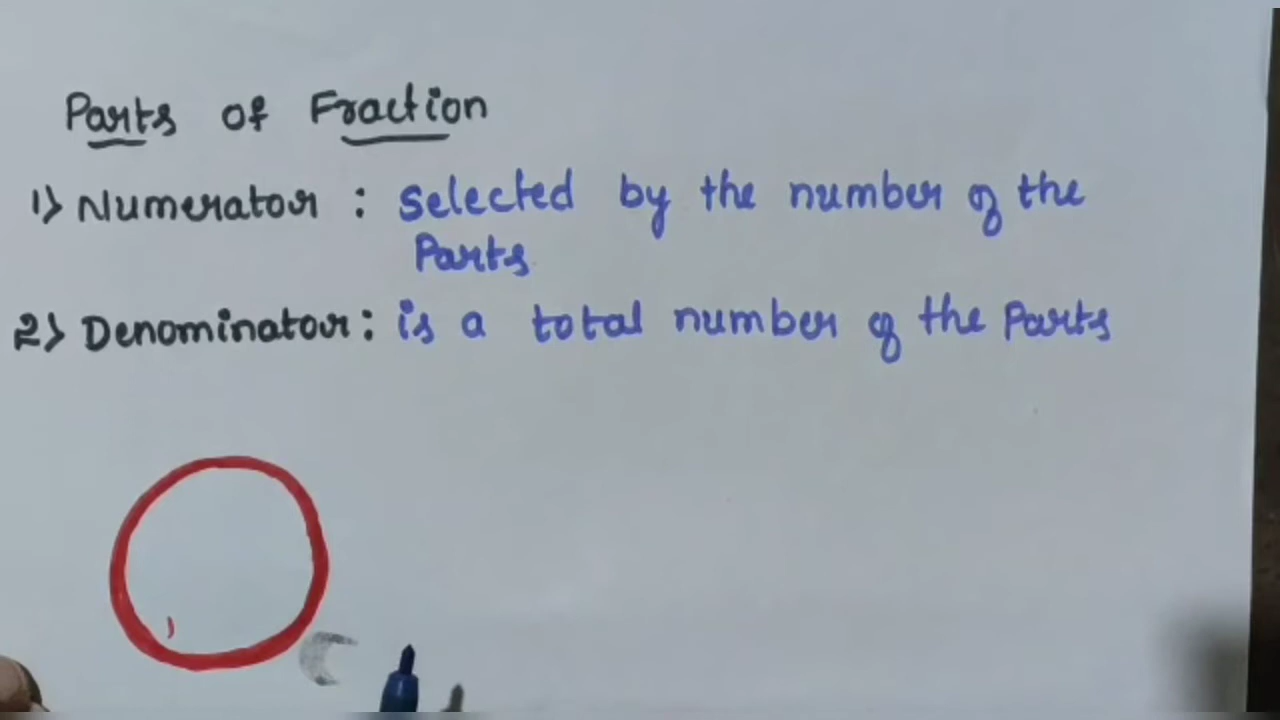 Parts of Fraction
1) Numerator : selected by the number of the
Parts
2) Denominator : is a total number of the Parts